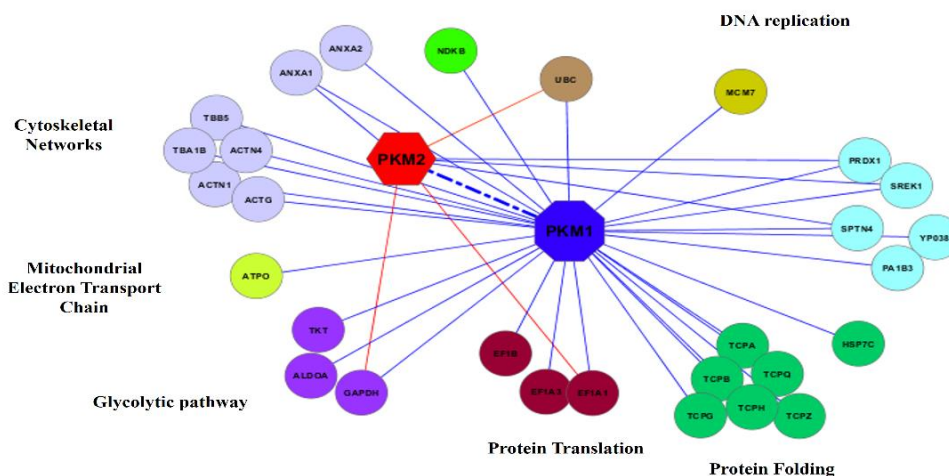 DNA replication
ANXA2
NDKB
ANXA1
UBC
MCM7
Cytoskeletal
Networks
TBB5
TBA1B
ACTN4
ACTN1
ACTG
PKM2
PRDX1
SREK1
PKM1
SPTN4
YP038
PA1B3
Mitochondrial
Electron Transport
Chain
ATPO
TKT
ALDOA
GAPDH
Glycolytic pathway
EF1B
EF1A3
EF1A1
Protein Translation
HSP7C
TCPA
TCPB
TCPQ
TCPG
TCPH
TCPZ
Protein Folding